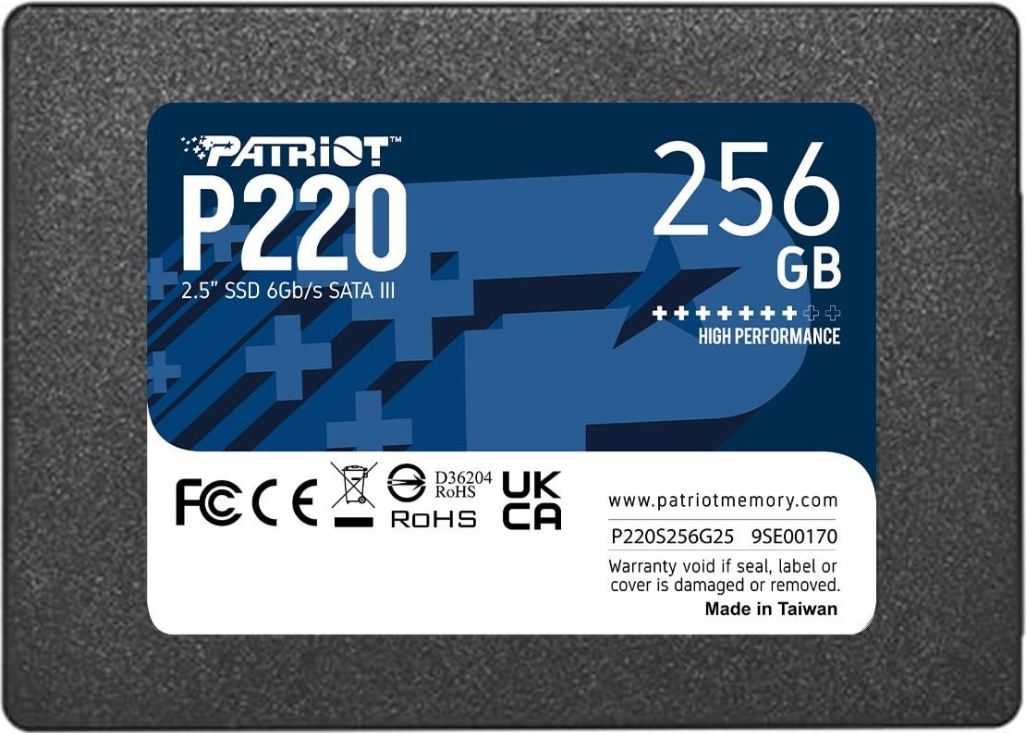 PATRIOT™
P220
2.5” SSD 6Gb/s SATA III
256
GB
HIGH PERFORMANCE
FC CE
D36204
RoHS
RoHS
UK
CA
www.patriotmemory.com
P220S256G25 9SE00170
Warranty void if seal, label or
cover is damaged or removed.
Made in Taiwan